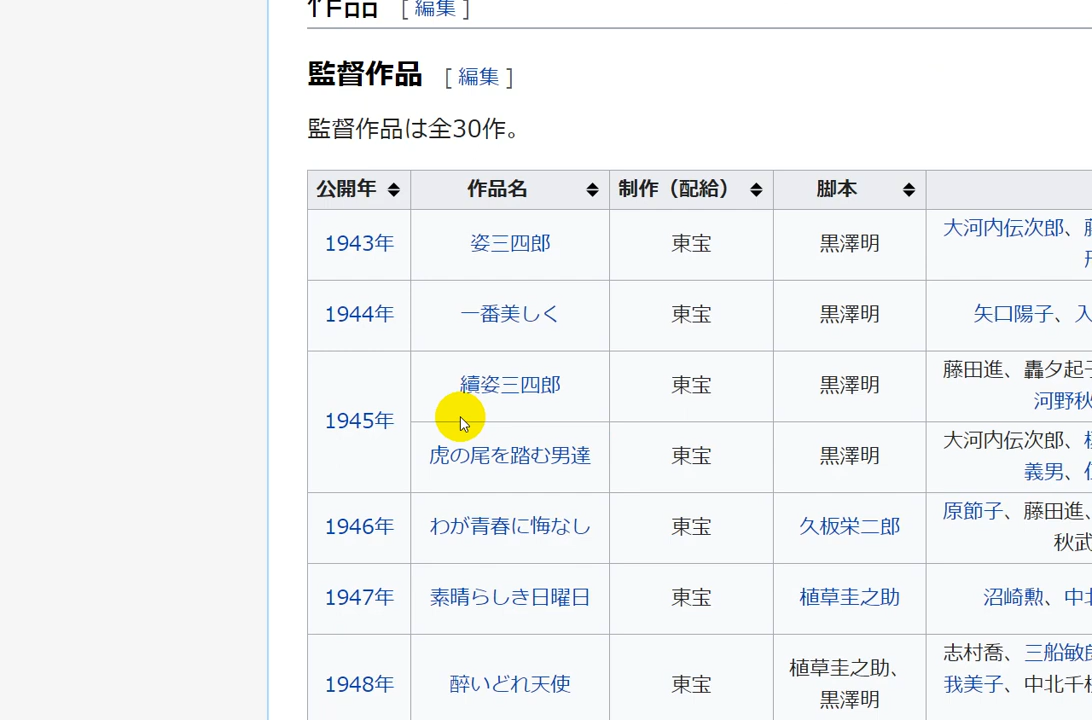 作品 [ 編集 ]
監督作品 [ 編集 ]
監督作品は全30作。
公開年 作品名 制作（配給） 脚本
1943年 姿三四郎 東宝 黒澤明 大河内伝次郎、
1944年 一番美しく 東宝 黒澤明 矢口陽子、入
1945年 續姿三四郎 東宝 黒澤明 藤田進、轟夕起子
河野秋
虎の尾を踏む男達 東宝 黒澤明 大河内伝次郎、
義男、
1946年 わが青春に悔なし 東宝 久板栄二郎 原節子、藤田進、
秋武
1947年 素晴らしき日曜日 東宝 植草圭之助 沼崎勲、中北
1948年 酔いどれ天使 東宝 植草圭之助、 志村喬、三船敏郎
黒澤明 我美子、中北千枝